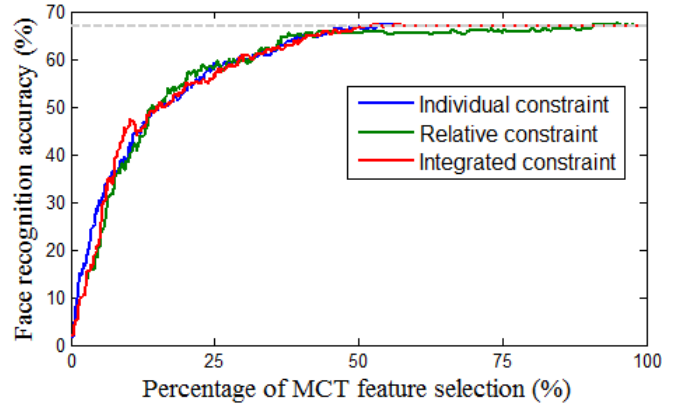 70
60
50
40
30
20
10
0
Face recognition accuracy (%)
Individual constraint
Relative constraint
Integrated constraint
0 25 50 75 100
Percentage of MCT feature selection (%)